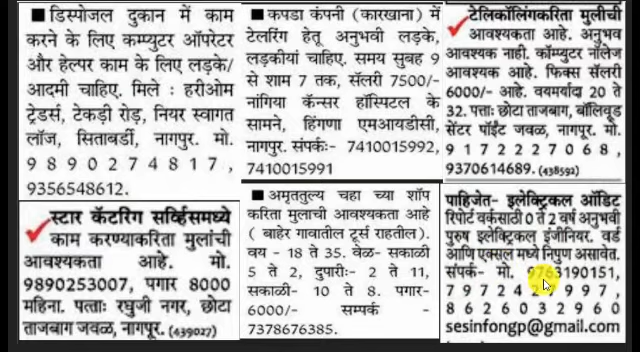 ■ डिस्पोजल दुकान में काम
करने के लिए कम्प्युटर ऑपरेटर
और हेल्पर काम के लिए लड़के/
आदमी चाहिए. मिले : हरीओम
ट्रेडर्स, टेकड़ी रोड़, नियर स्वागत
लॉज, सिताबर्डी, नागपुर. मो.
9890274817,
9356548612.
स्टार कॅटरिंग सर्व्हिसमध्ये
काम करण्याकरिता मुलांची
आवश्यकता आहे. मो.
9890253007, पगार 8000
महिना. पत्ताः रघुजी नगर, छोटा
ताजबाग जवळ, नागपूर. (439027)
■ कपडा कंपनी (कारखाना) में
टेलरिंग हेतू अनुभवी लड़के,
लड़कीयां चाहिए. समय सुबह 9
से शाम 7 तक, सॅलरी 7500/-
नांगिया कॅन्सर हॉस्पिटल के
सामने, हिंगणा एमआयडीसी,
नागपुर. संपर्कः- 7410015992,
7410015991
■ अमृततुल्य चहा च्या शॉप
करिता मुलाची आवश्यकता आहे
( बाहेर गावातील टूर्स राहतील).
वय - 18 ते 35. वेळ- सकाळी
5 ते 2, दुपारीः- 2 ते 11,
सकाळी- 10 ते 8. पगार-
6000/- सम्पर्क -
7378676385.
टेलिकॉलिंगकरिता मुलीची
आवश्यकता आहे. अनुभव
आवश्यक नाही. कॉम्प्युटर नॉलेज
आवश्यक आहे. फिक्स सॅलरी
6000/- आहे. वयमर्यादा 20 ते
32. पत्ताः छोटा ताजबाग, बॉलिवूड
सेंटर पॉईंट जवळ, नागपूर. मो.
9172227068,
9370614689. (438592)
पाहिजेत- इलेक्ट्रिकल ऑडिट
रिपोर्ट वर्कसाठी 0 ते 2 वर्ष अनुभवी
पुरुष इलेक्ट्रिकल इंजीनियर. वर्ड
आणि एक्सल मध्ये निपुण असावेत.
संपर्क- मो. 9763190151,
7972427997,
8626032960
sesinfongp@gmail.com